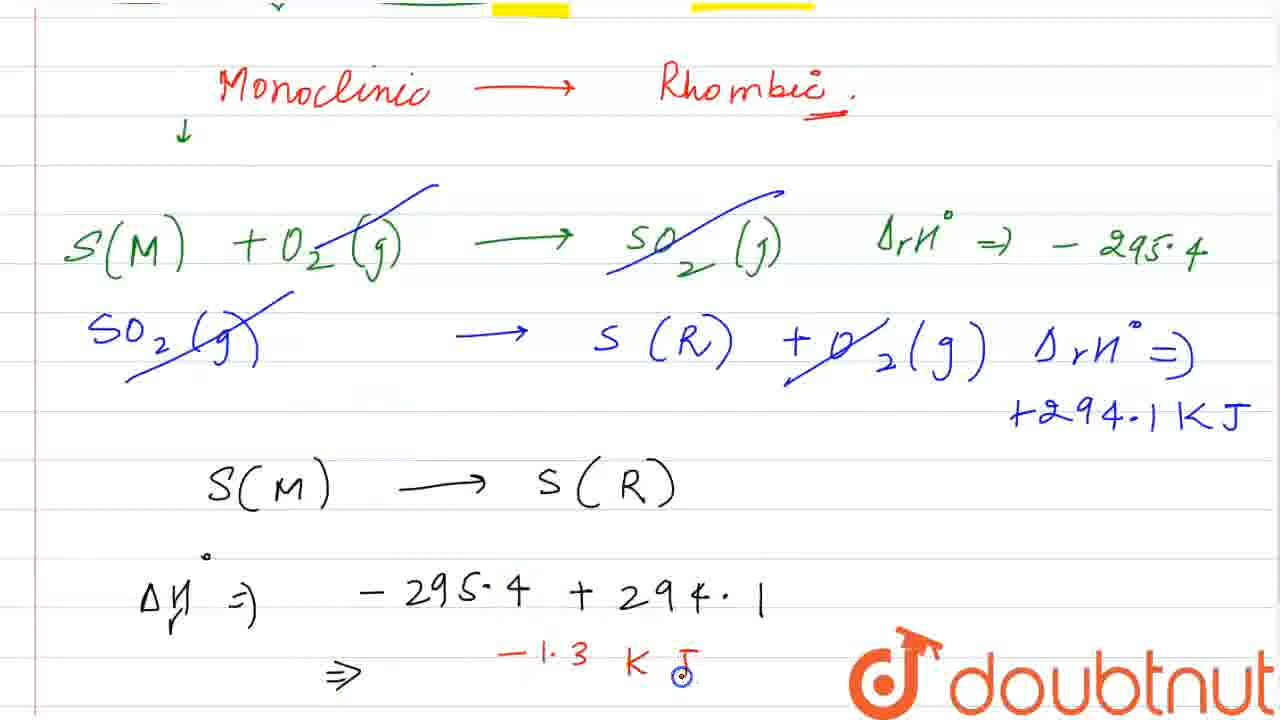 Monoclinic ⟶ Rhombic.
↓
S(M) + O₂(g) ⟶ SO₂(g) ΔrH° ⇒ - 295.4
SO₂(g) ⟶ S(R) + O₂(g) ΔrH° ⇒
+294.1 KJ
S(M) ⟶ S(R)
ΔrH° ⇒ - 295.4 + 294.1
⇒ -1.3 KJ
doubtnut